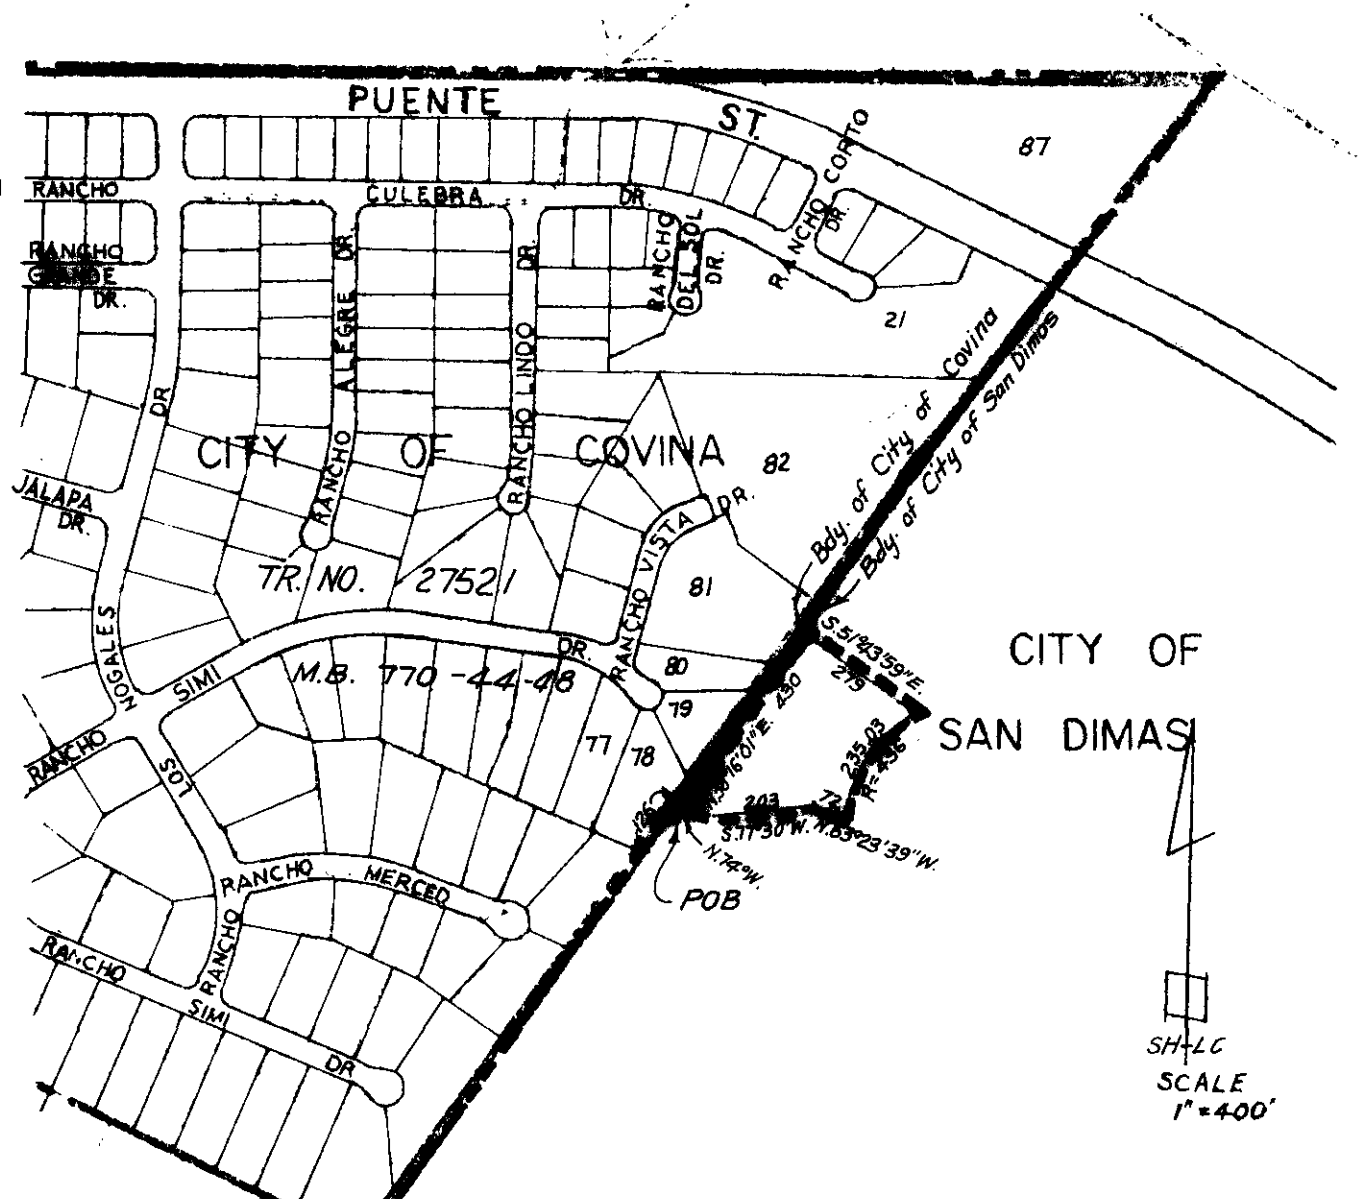 PUENTE ST.
87
RANCHO CULEBRA DR.
RANCHO CORTO
DR.
RANCHO
GRANDE
DR.
RANCHO ALEGRE DR.
RANCHO LINDO DR.
RANCHO
DEL SOL
DR.
21
Bdy. of City of Covina
Bdy. of City of San Dimas
DR.
CITY OF COVINA
82
JALAPA
DR.
RANCHO VISTA DR.
TR. NO. 27521
81
NOGALES
RANCHO SIMI DR.
M.B. 770-44-48
80
79
77
78
S.51°43'59"E.
279
CITY OF
SAN DIMAS
235.03
R=436
430
203
72
S.77°30'W.
N.83°23'39"W.
N.74°W.
126
POB
LOS
RANCHO
RANCHO MERCED
RANCHO
SIMI
DR
SH-LC
SCALE
1"=400'